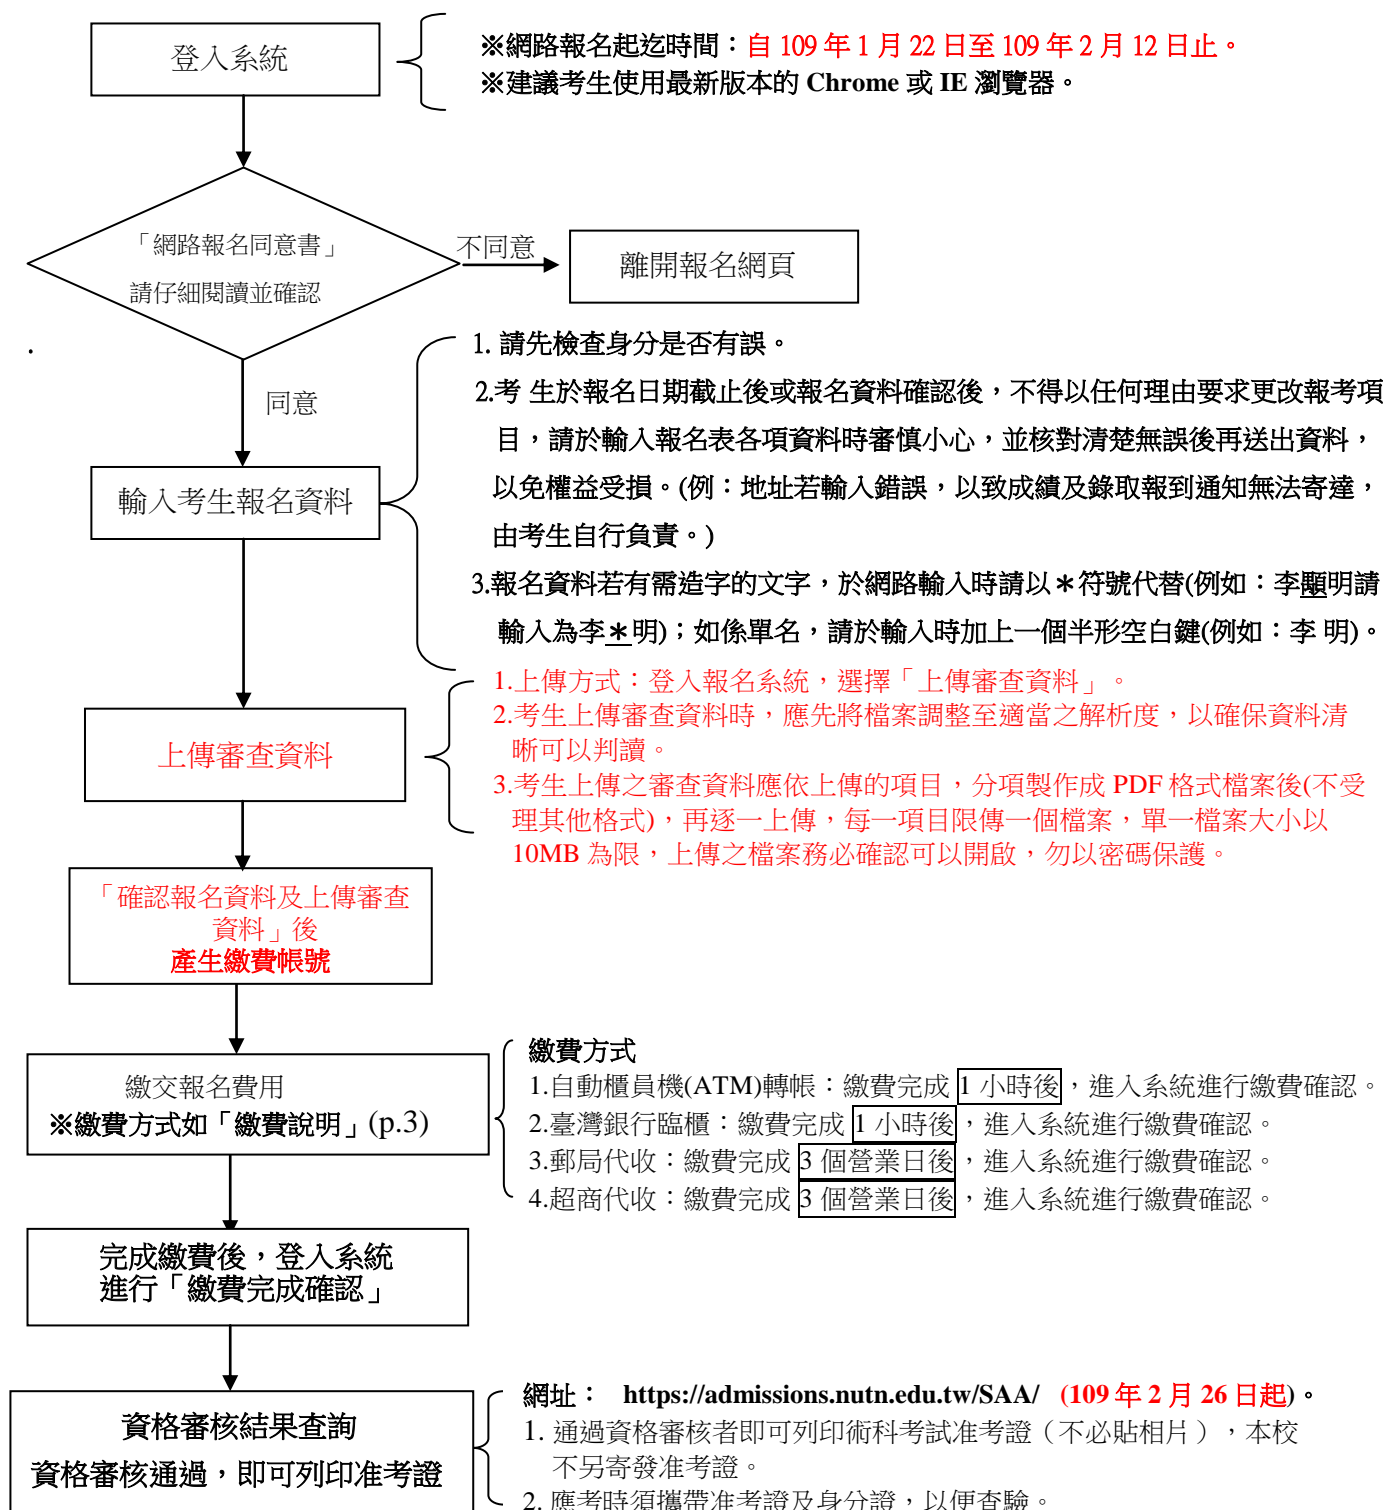 登入系統
※網路報名起迄時間：自 109 年 1 月 22 日至 109 年 2 月 12 日止。
※建議考生使用最新版本的 Chrome 或 IE 瀏覽器。
「網路報名同意書」
請仔細閱讀並確認
不同意
離開報名網頁
.
同意
1. 請先檢查身分是否有誤。
2.考 生於報名日期截止後或報名資料確認後，不得以任何理由要求更改報考項
目，請於輸入報名表各項資料時審慎小心，並核對清楚無誤後再送出資料，
以免權益受損。(例：地址若輸入錯誤，以致成績及錄取報到通知無法寄達，
由考生自行負責。)
3.報名資料若有需造字的文字，於網路輸入時請以＊符號代替(例如：李明請
輸入為李＊明)；如係單名，請於輸入時加上一個半形空白鍵(例如：李 明)。
輸入考生報名資料
上傳審查資料
1.上傳方式：登入報名系統，選擇「上傳審查資料」。
2.考生上傳審查資料時，應先將檔案調整至適當之解析度，以確保資料清
晰可以判讀。
3.考生上傳之審查資料應依上傳的項目，分項製作成 PDF 格式檔案後(不受
理其他格式)，再逐一上傳，每一項目限傳一個檔案，單一檔案大小以
10MB 為限，上傳之檔案務必確認可以開啟，勿以密碼保護。
「確認報名資料及上傳審查
資料」後
產生繳費帳號
繳交報名費用
※繳費方式如「繳費說明」(p.3)
繳費方式
1.自動櫃員機(ATM)轉帳：繳費完成 1 小時後，進入系統進行繳費確認。
2.臺灣銀行臨櫃：繳費完成 1 小時後，進入系統進行繳費確認。
3.郵局代收：繳費完成 3 個營業日後，進入系統進行繳費確認。
4.超商代收：繳費完成 3 個營業日後，進入系統進行繳費確認。
完成繳費後，登入系統
進行「繳費完成確認」
資格審核結果查詢
資格審核通過，即可列印准考證
網址： https://admissions.nutn.edu.tw/SAA/ (109 年 2 月 26 日起)。
1. 通過資格審核者即可列印術科考試准考證（不必貼相片），本校
不另寄發准考證。
2. 應考時須攜帶准考證及身分證，以便查驗。